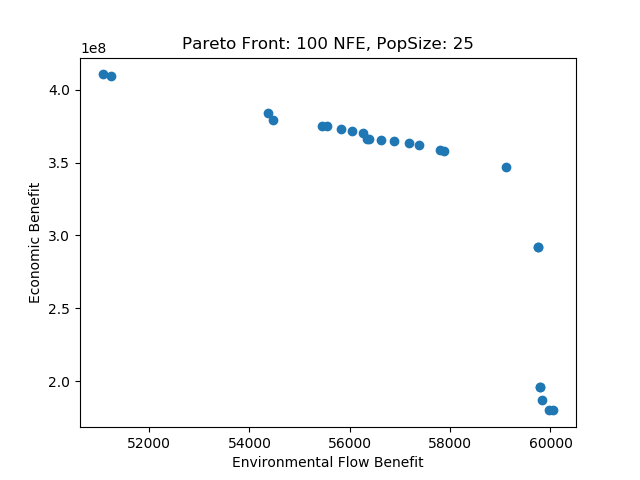 Pareto Front: 100 NFE, PopSize: 25
1e8
4.0
3.5
3.0
2.5
2.0
Economic Benefit
52000 54000 56000 58000 60000
Environmental Flow Benefit